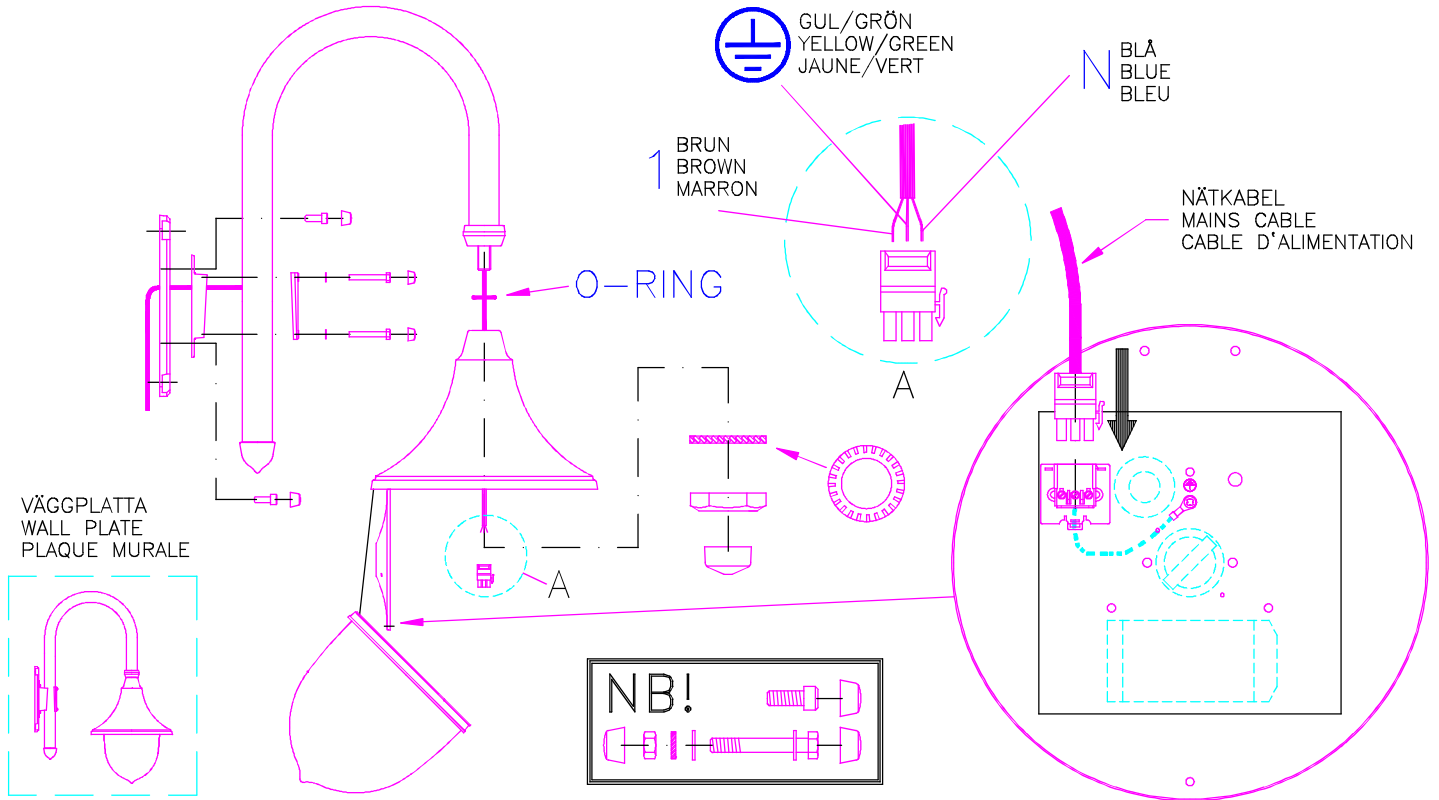 GUL/GRÖN
YELLOW/GREEN
JAUNE/VERT
N
BLÅ
BLUE
BLEU
1
BRUN
BROWN
MARRON
NÄTKABEL
MAINS CABLE
CABLE D'ALIMENTATION
O-RING
A
VÄGGPLATTA
WALL PLATE
PLAQUE MURALE
A
NB!